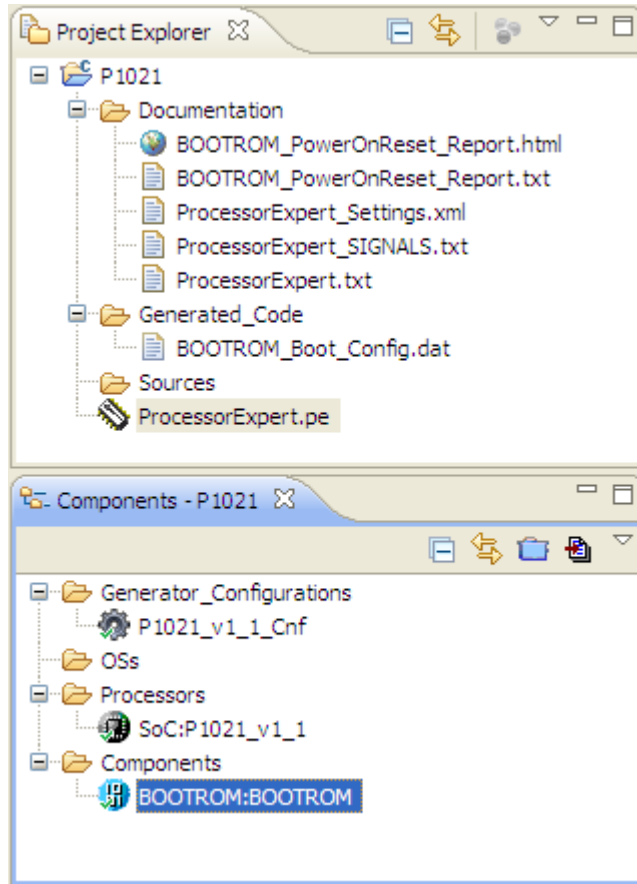 Project Explorer
P1021
Documentation
BOOTROM_PowerOnReset_Report.html
BOOTROM_PowerOnReset_Report.txt
ProcessorExpert_Settings.xml
ProcessorExpert_SIGNALS.txt
ProcessorExpert.txt
Generated_Code
BOOTROM_Boot_Config.dat
Sources
ProcessorExpert.pe
Components - P1021
Generator_Configurations
P1021_v1_1_Cnf
OSs
Processors
SoC:P1021_v1_1
Components
BOOTROM:BOOTROM